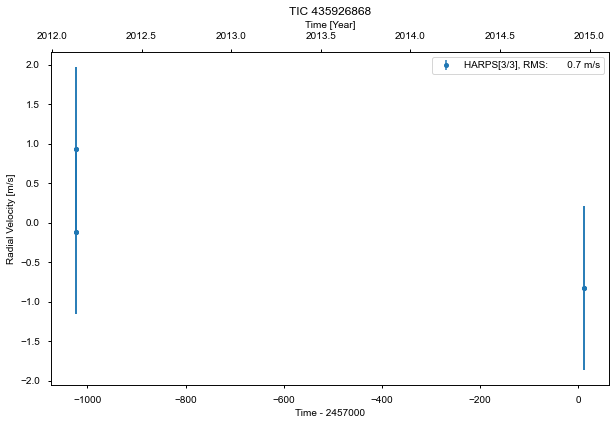 TIC 435926868
Time [Year]
2012.0 2012.5 2013.0 2013.5 2014.0 2014.5 2015.0
HARPS[3/3], RMS: 0.7 m/s
2.0
1.5
1.0
0.5
0.0
−0.5
−1.0
−1.5
−2.0
Radial Velocity [m/s]
−1000 −800 −600 −400 −200 0
Time - 2457000